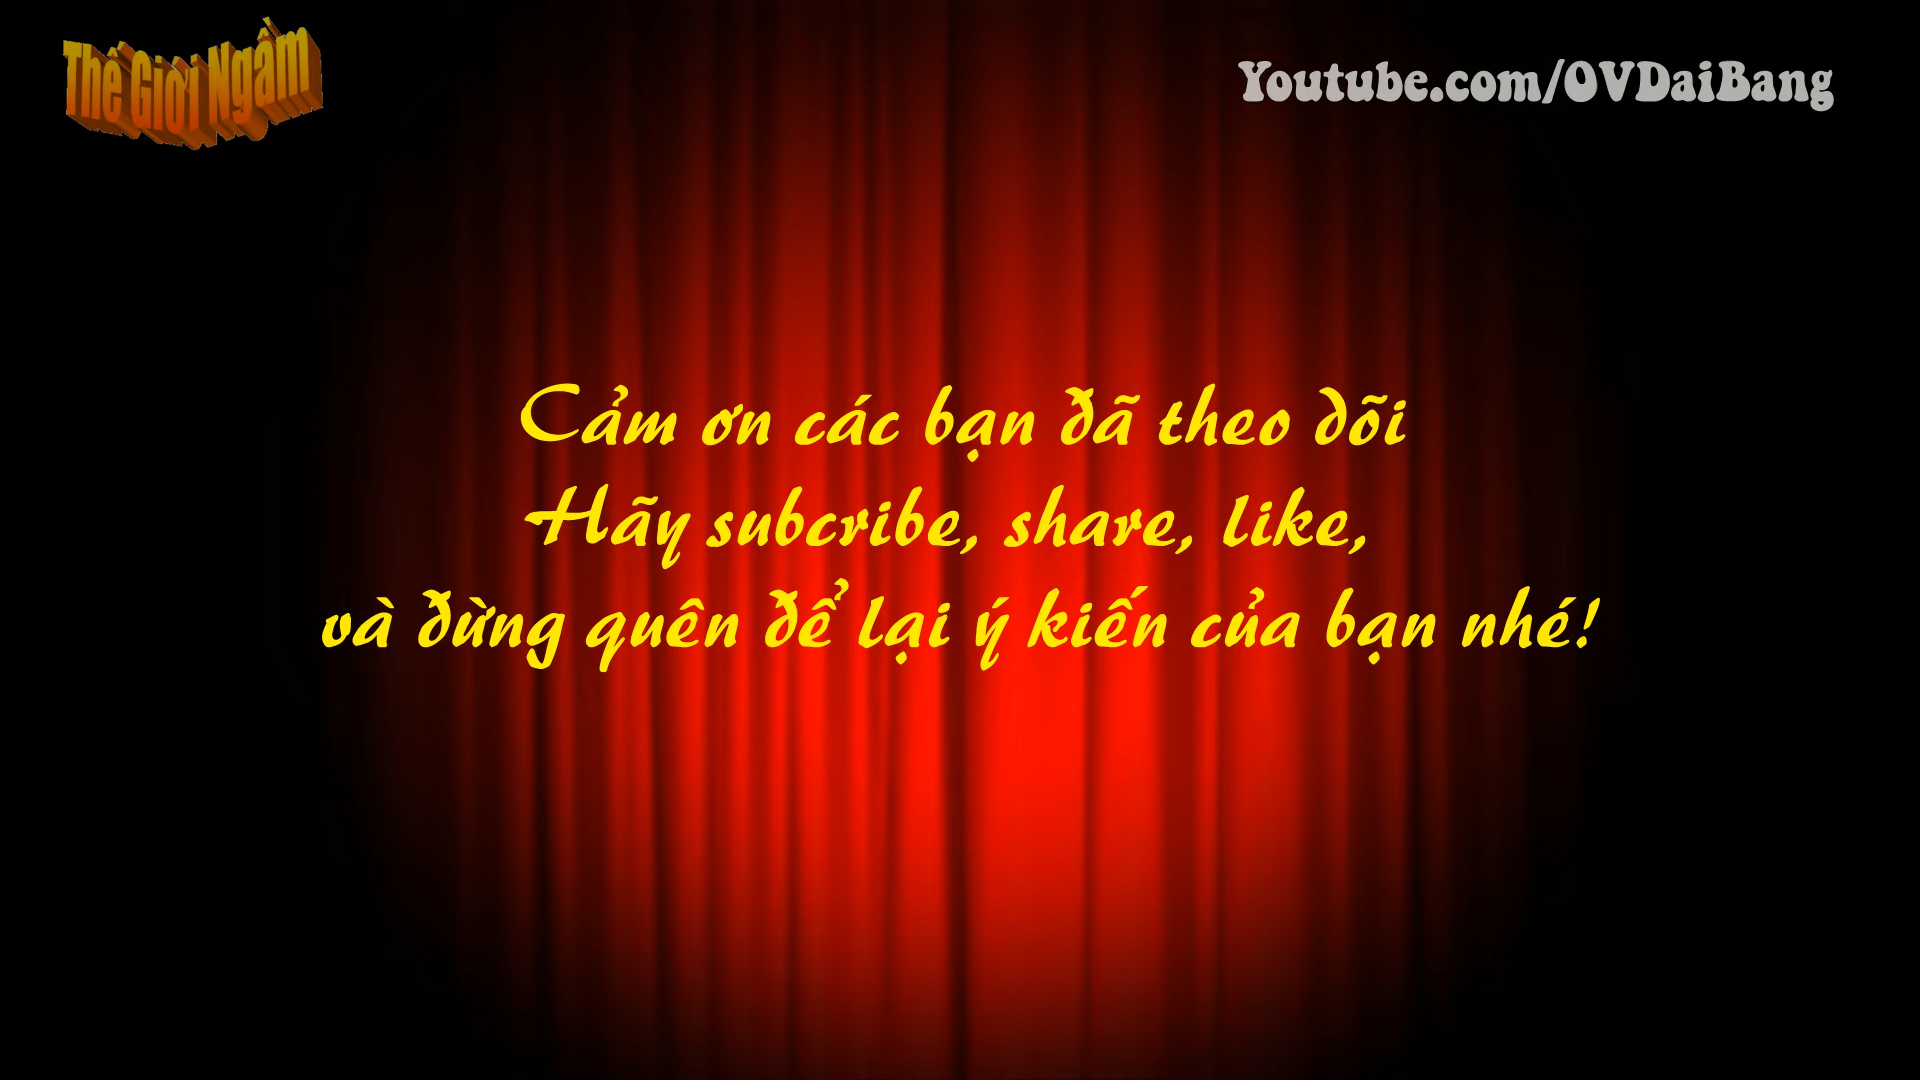 Thế Giới Ngầm
Youtube.com/OVDaiBang
Cảm ơn các bạn đã theo dõi
Hãy subcribe, share, like,
và đừng quên để lại ý kiến của bạn nhé!